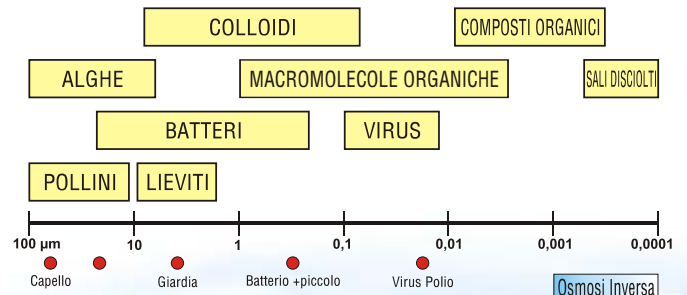 COLLOIDI COMPOSTI ORGANICI
ALGHE MACROMOLECOLE ORGANICHE SALI DISCIOLTI
BATTERI VIRUS
POLLINI LIEVITI
100 µm 10 1 0,1 0,01 0,001 0,0001
Capello Giardia Batterio +piccolo Virus Polio
Osmosi Inversa